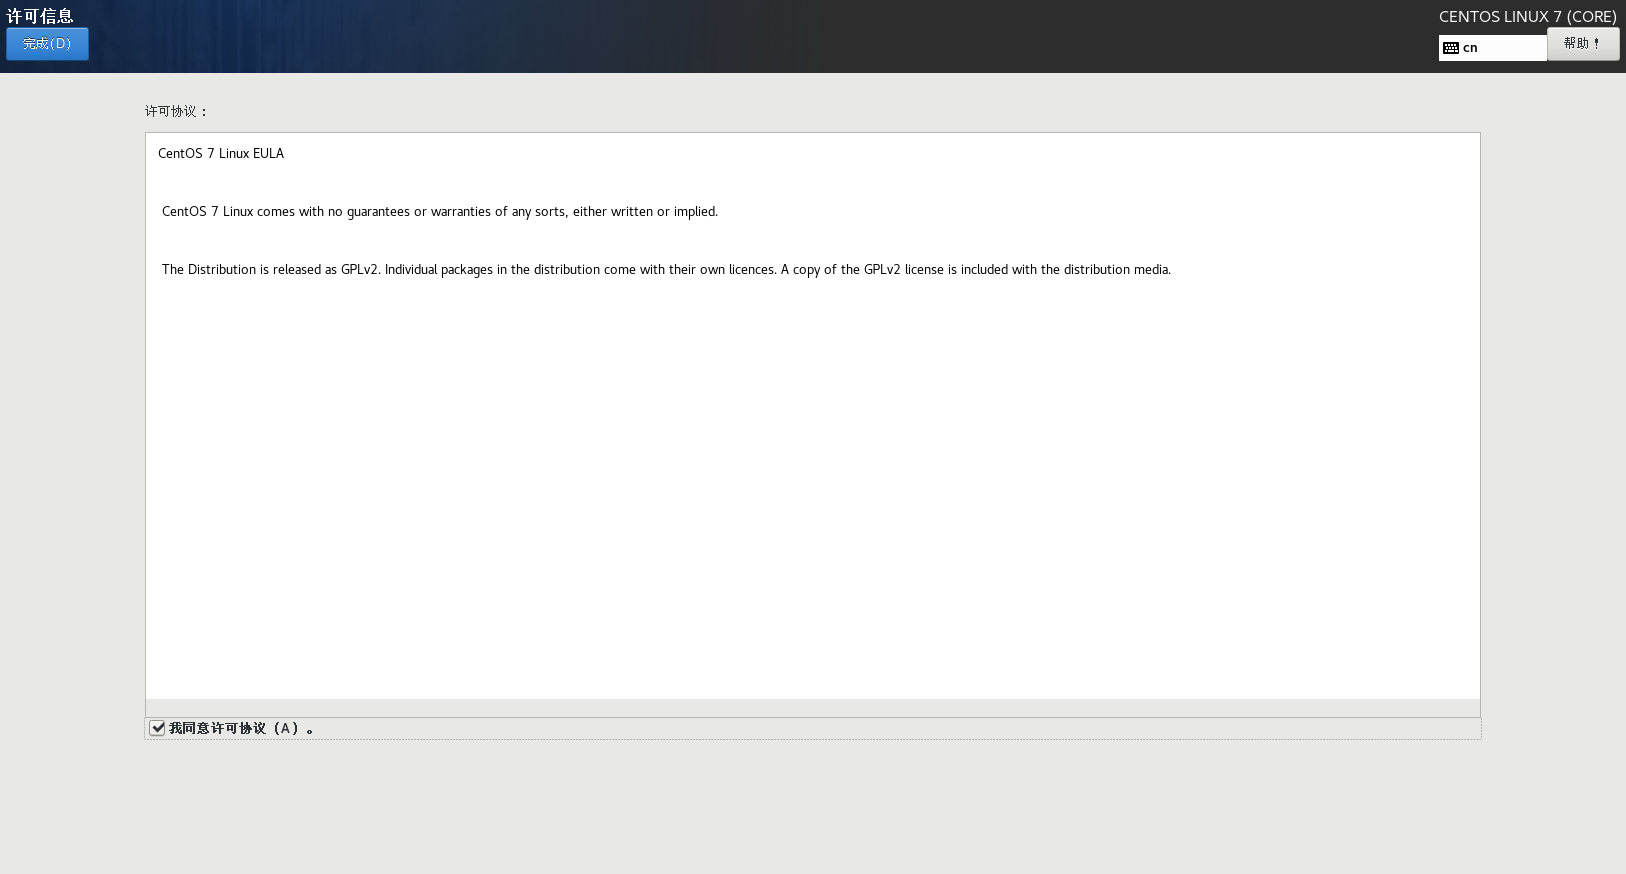 许可信息
完成(D)
CENTOS LINUX 7 (CORE)
cn
帮助！
许可协议：
CentOS 7 Linux EULA
CentOS 7 Linux comes with no guarantees or warranties of any sorts, either written or implied.
The Distribution is released as GPLv2. Individual packages in the distribution come with their own licences. A copy of the GPLv2 license is included with the distribution media.
我同意许可协议（A）。